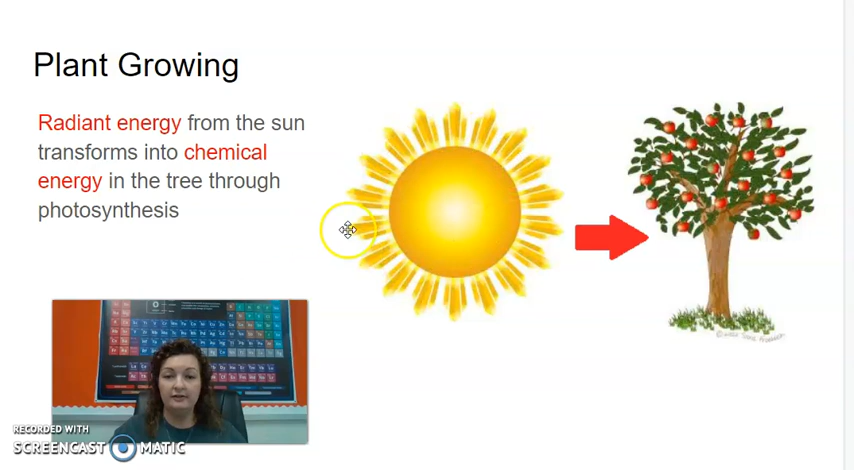 Plant Growing
Radiant energy from the sun
transforms into chemical
energy in the tree through
photosynthesis
RECORDED WITH
SCREENCAST MATIC